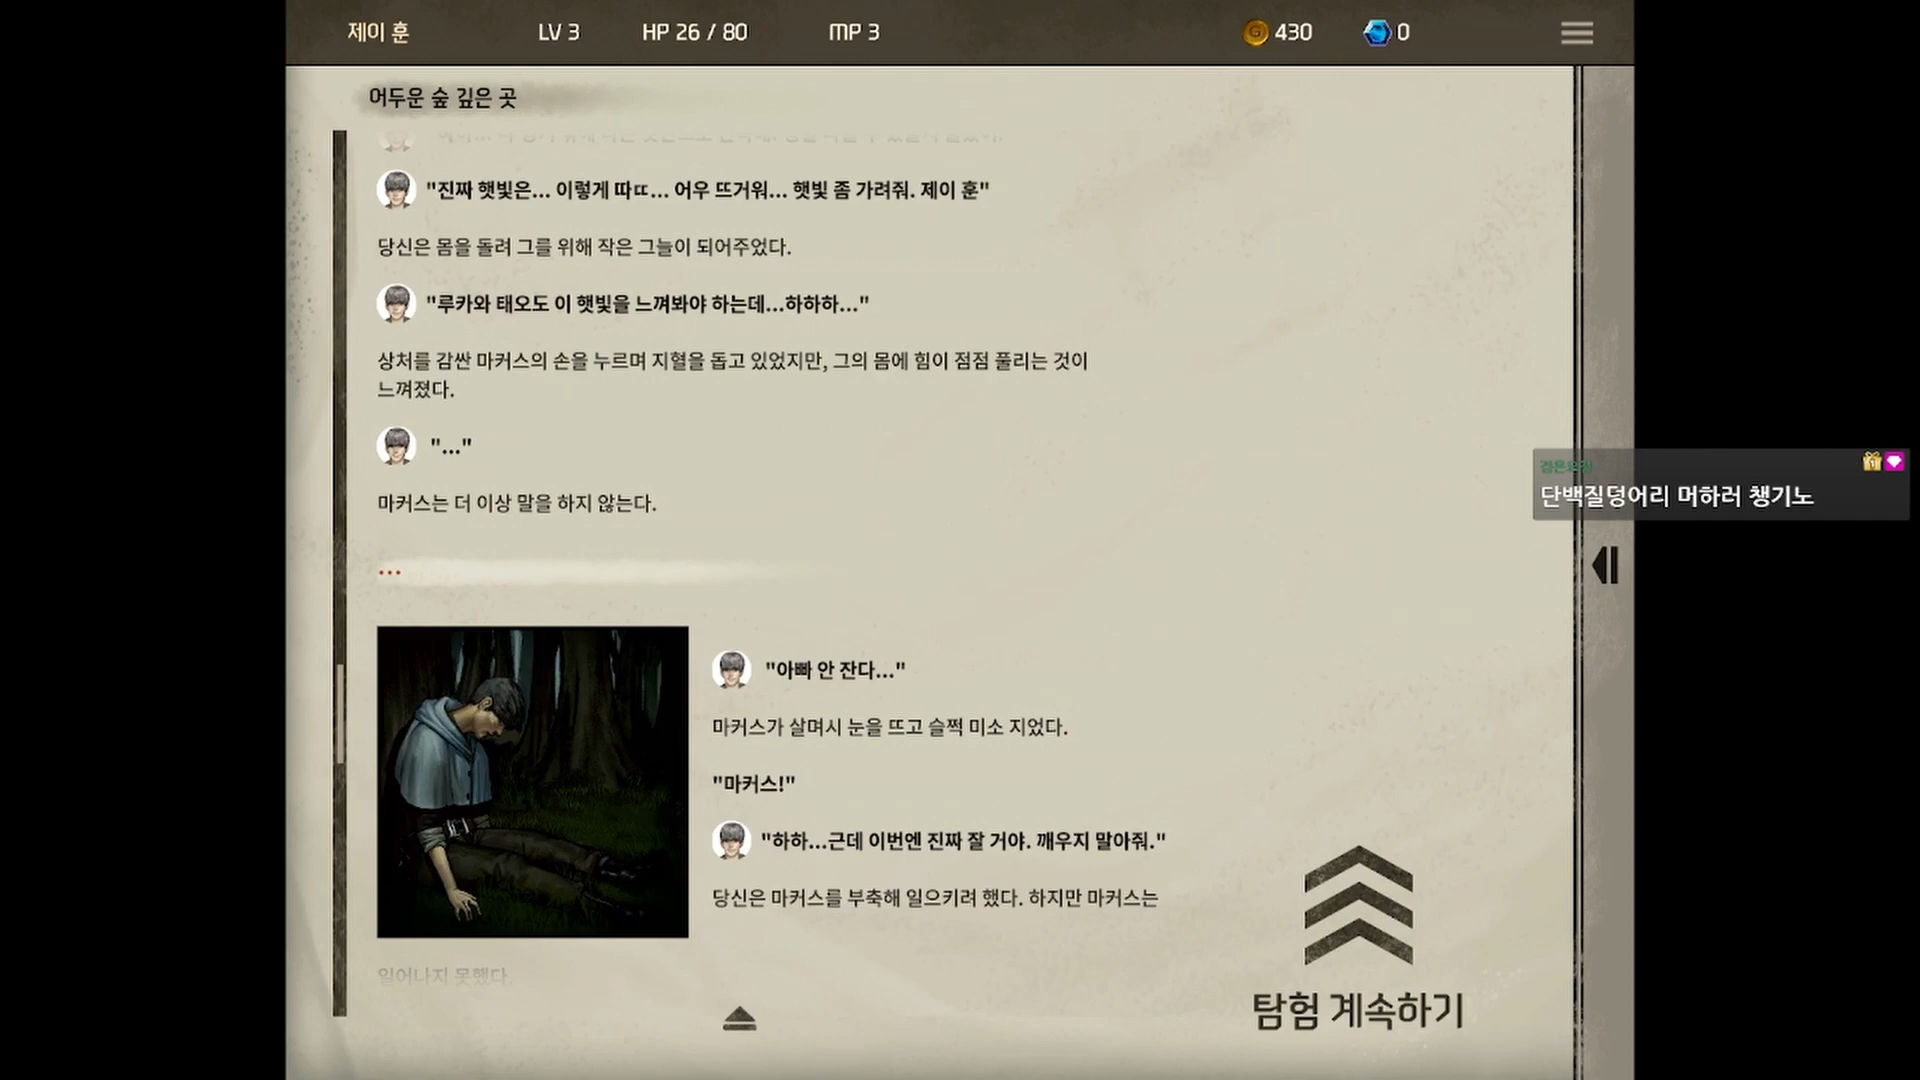 제이 훈 LV 3 HP 26 / 80 MP 3 430 0
어두운 숲 깊은 곳
"진짜 햇빛은... 이렇게 따ㄸ... 어우 뜨거워... 햇빛 좀 가려줘. 제이 훈"
당신은 몸을 돌려 그를 위해 작은 그늘이 되어주었다.
"루카와 태오도 이 햇빛을 느껴봐야 하는데...하하하..."
상처를 감싼 마커스의 손을 누르며 지혈을 돕고 있었지만, 그의 몸에 힘이 점점 풀리는 것이
느껴졌다.
"..."
마커스는 더 이상 말을 하지 않는다.
...
"아빠 안 잔다..."
마커스가 살며시 눈을 뜨고 슬쩍 미소 지었다.
"마커스!"
"하하...근데 이번엔 진짜 잘 거야. 깨우지 말아줘."
당신은 마커스를 부축해 일으키려 했다. 하지만 마커스는
일어나지 못했다.
탐험 계속하기
단백질덩어리 머하러 챙기노